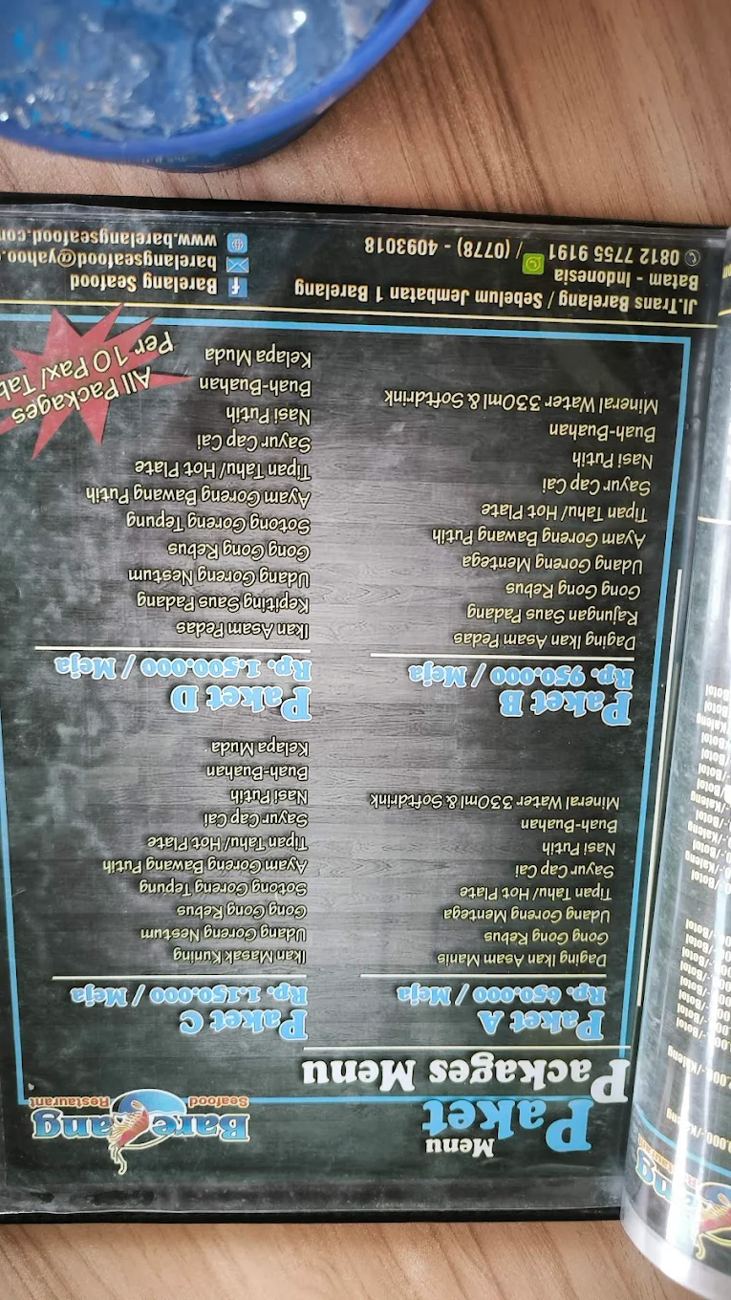 Menu
Paket
Packages Menu
Barelang
Seafood Restaurant
Paket A
Rp. 650.000 / Meja
Daging Ikan Asam Manis
Gong Gong Rebus
Udang Goreng Mentega
Tipan Tahu/ Hot Plate
Sayur Cap Cai
Nasi Putih
Buah-Buahan
Mineral Water 330ml & Softdrink
Paket C
Rp. 1.150.000 / Meja
Ikan Masak Kuning
Udang Goreng Nestum
Gong Gong Rebus
Sotong Goreng Tepung
Ayam Goreng Bawang Putih
Tipan Tahu/ Hot Plate
Sayur Cap Cai
Nasi Putih
Buah-Buahan
Kelapa Muda
Paket B
Rp. 950.000 / Meja
Daging Ikan Asam Pedas
Rajungan Saus Padang
Gong Gong Rebus
Udang Goreng Mentega
Ayam Goreng Bawang Putih
Tipan Tahu/ Hot Plate
Sayur Cap Cai
Nasi Putih
Buah-Buahan
Mineral Water 330ml & Softdrink
Paket D
Rp. 1.500.000 / Meja
Ikan Asam Pedas
Kepiting Saus Padang
Udang Goreng Nestum
Gong Gong Rebus
Sotong Goreng Tepung
Ayam Goreng Bawang Putih
Tipan Tahu/ Hot Plate
Sayur Cap Cai
Nasi Putih
Buah-Buahan
Kelapa Muda
All Packages
Per 10 Pax/ Tab
Jl.Trans Barelang / Sebelum Jembatan 1 Barelang
Batam - Indonesia
0812 7755 9191 / (0778) - 4093018
Barelang Seafood
barelangseafood@yahoo.
www.barelangseafood.com